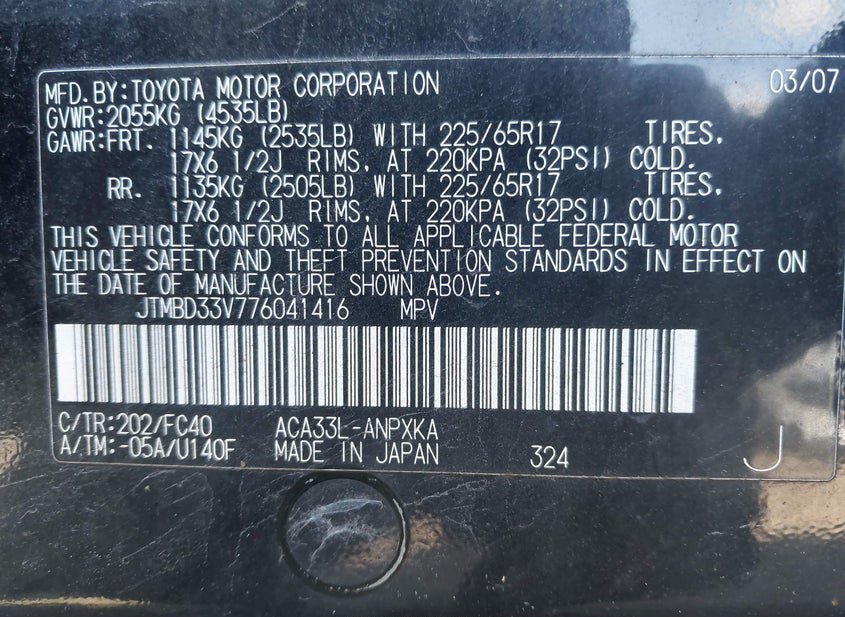 MFD. BY: TOYOTA MOTOR CORPORATION 03/07
GVWR: 2055KG (4535LB)
GAWR: FRT. 1145KG (2535LB) WITH 225/65R17 TIRES,
17X6 1/2J RIMS, AT 220KPA (32PSI) COLD.
RR. 1135KG (2505LB) WITH 225/65R17 TIRES,
17X6 1/2J RIMS, AT 220KPA (32PSI) COLD.
THIS VEHICLE CONFORMS TO ALL APPLICABLE FEDERAL MOTOR
VEHICLE SAFETY AND THEFT PREVENTION STANDARDS IN EFFECT ON
THE DATE OF MANUFACTURE SHOWN ABOVE.
JTMBD33V776041416 MPV
C/TR: 202/FC40 ACA33L-ANPXKA
A/TM: -05A/U140F MADE IN JAPAN 324 J